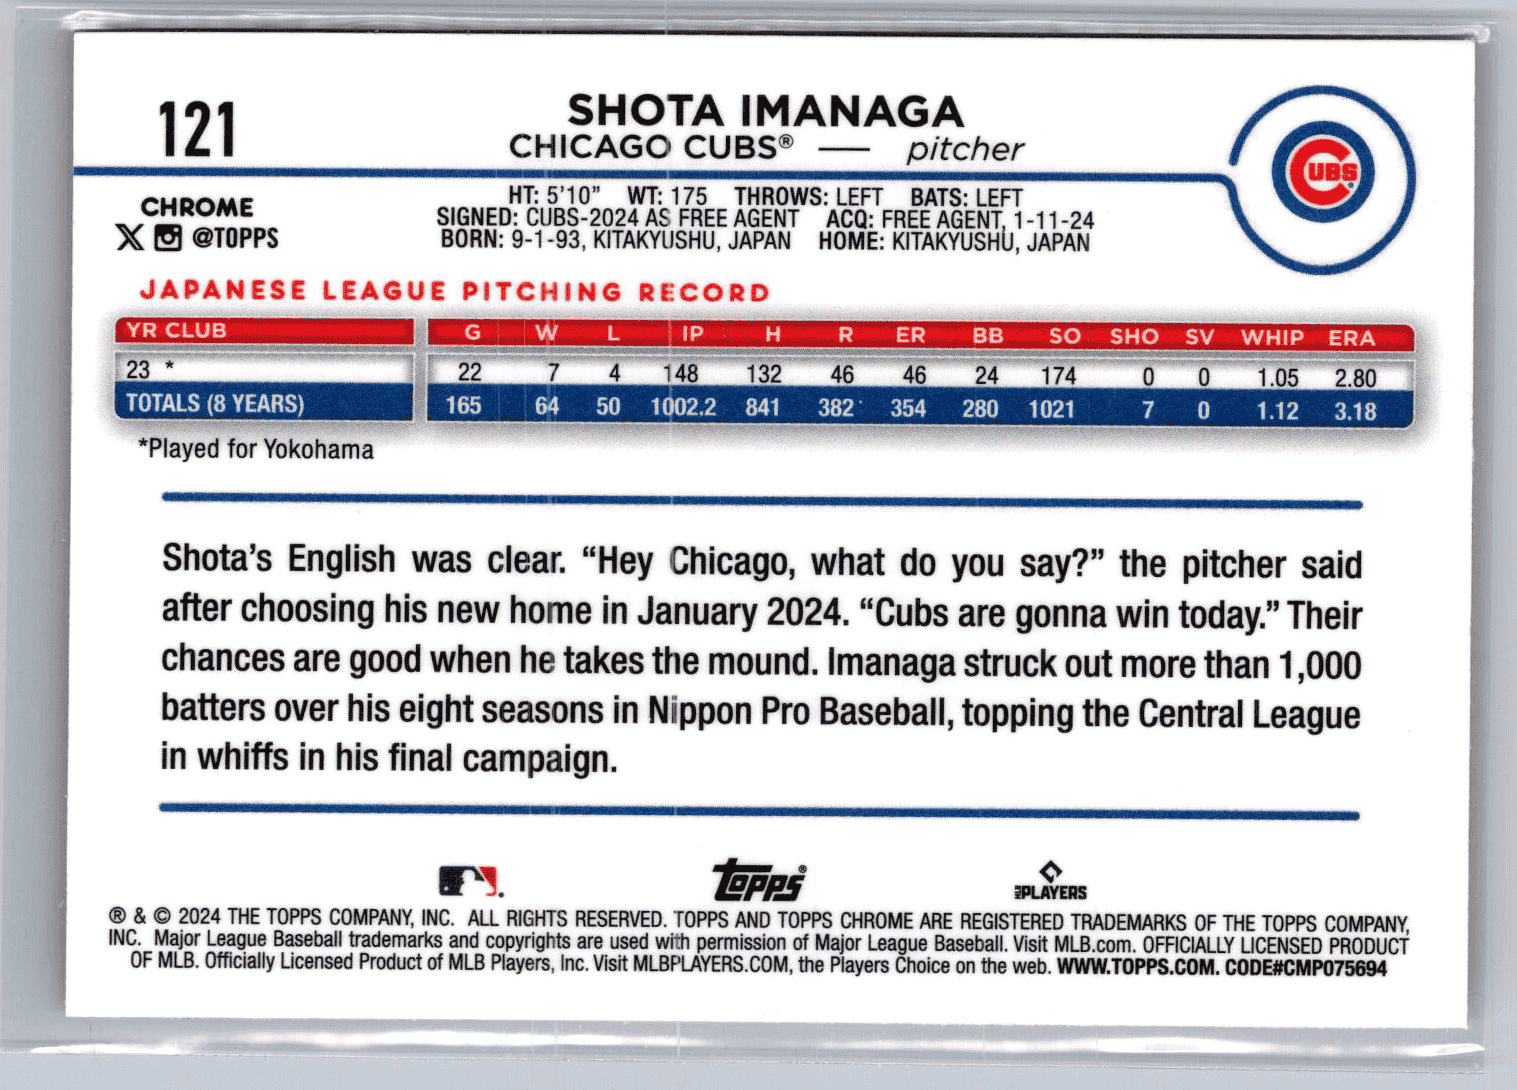 121
SHOTA IMANAGA
CHICAGO CUBS® — pitcher
CUBS®
CHROME
X @TOPPS
HT: 5'10" WT: 175 THROWS: LEFT BATS: LEFT
SIGNED: CUBS-2024 AS FREE AGENT ACQ: FREE AGENT, 1-11-24
BORN: 9-1-93, KITAKYUSHU, JAPAN HOME: KITAKYUSHU, JAPAN
JAPANESE LEAGUE PITCHING RECORD
YR CLUB G W L IP H R ER BB SO SHO SV WHIP ERA
23 * 22 7 4 148 132 46 46 24 174 0 0 1.05 2.80
TOTALS (8 YEARS) 165 64 50 1002.2 841 382 354 280 1021 7 0 1.12 3.18
*Played for Yokohama
Shota's English was clear. “Hey Chicago, what do you say?” the pitcher said
after choosing his new home in January 2024. “Cubs are gonna win today.” Their
chances are good when he takes the mound. Imanaga struck out more than 1,000
batters over his eight seasons in Nippon Pro Baseball, topping the Central League
in whiffs in his final campaign.
TOPPS®
MLB PLAYERS
® & © 2024 THE TOPPS COMPANY, INC. ALL RIGHTS RESERVED. TOPPS AND TOPPS CHROME ARE REGISTERED TRADEMARKS OF THE TOPPS COMPANY,
INC. Major League Baseball trademarks and copyrights are used with permission of Major League Baseball. Visit MLB.com. OFFICIALLY LICENSED PRODUCT
OF MLB. Officially Licensed Product of MLB Players, Inc. Visit MLBPLAYERS.COM, the Players Choice on the web. WWW.TOPPS.COM. CODE#CMP075694